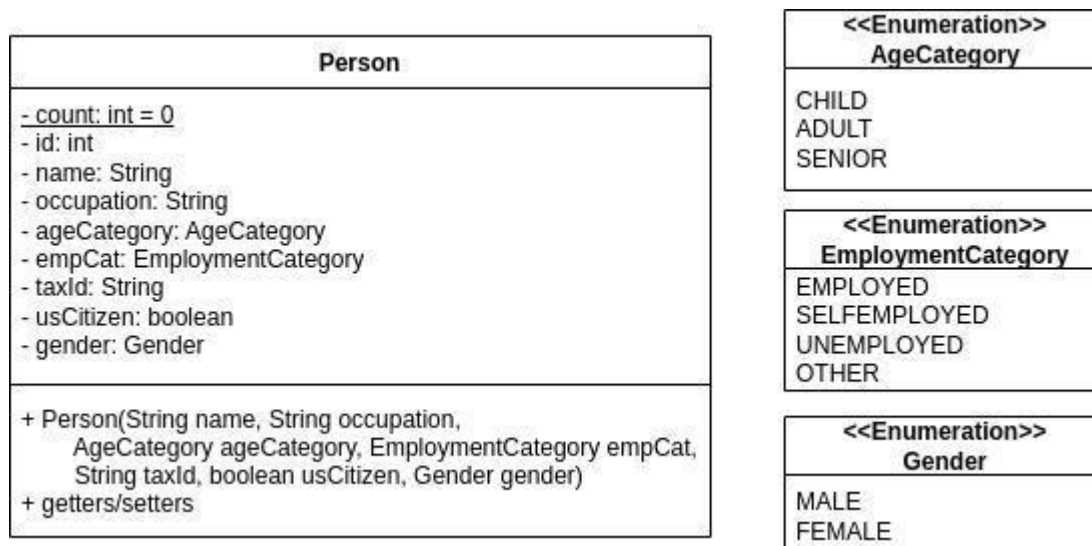 Person
- count: int = 0
- id: int
- name: String
- occupation: String
- ageCategory: AgeCategory
- empCat: EmploymentCategory
- taxId: String
- usCitizen: boolean
- gender: Gender
+ Person(String name, String occupation,
AgeCategory ageCategory, EmploymentCategory empCat,
String taxId, boolean usCitizen, Gender gender)
+ getters/setters
<<Enumeration>>
AgeCategory
CHILD
ADULT
SENIOR
<<Enumeration>>
EmploymentCategory
EMPLOYED
SELFEMPLOYED
UNEMPLOYED
OTHER
<<Enumeration>>
Gender
MALE
FEMALE